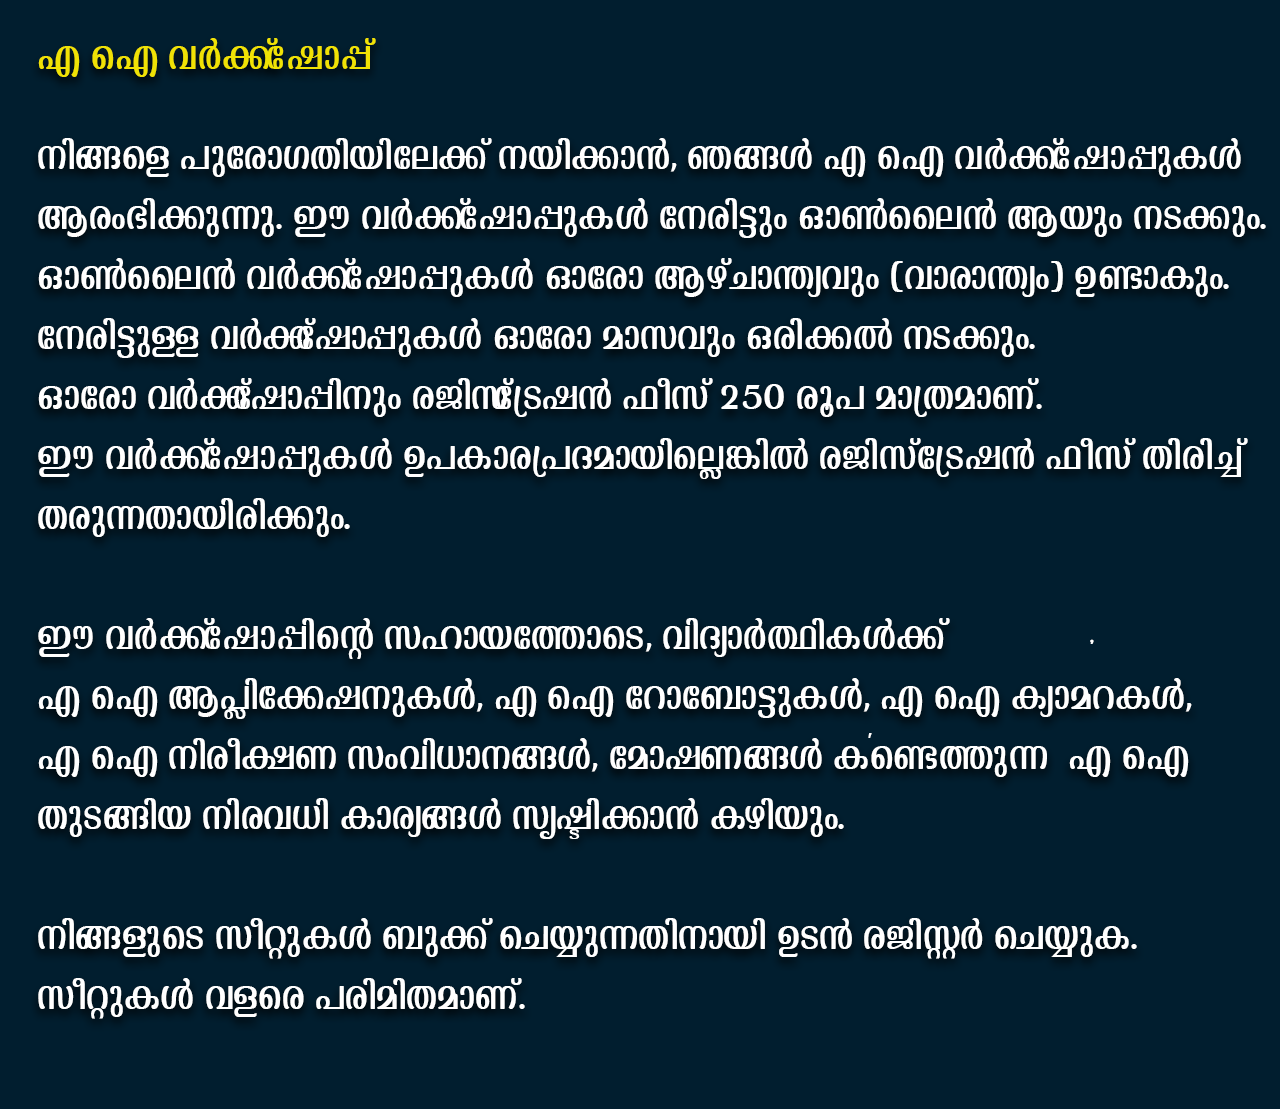 എ ഐ വർക്ക്ഷോപ്പ്
നിങ്ങളെ പുരോഗതിയിലേക്ക് നയിക്കാൻ, ഞങ്ങൾ എ ഐ വർക്ക്ഷോപ്പുകൾ
ആരംഭിക്കുന്നു. ഈ വർക്ക്ഷോപ്പുകൾ നേരിട്ടും ഓൺലൈൻ ആയും നടക്കും.
ഓൺലൈൻ വർക്ക്ഷോപ്പുകൾ ഓരോ ആഴ്ചാന്ത്യവും (വാരാന്ത്യം) ഉണ്ടാകും.
നേരിട്ടുള്ള വർക്ക്ഷോപ്പുകൾ ഓരോ മാസവും ഒരിക്കൽ നടക്കും.
ഓരോ വർക്ക്ഷോപ്പിനും രജിസ്ട്രേഷൻ ഫീസ് 250 രൂപ മാത്രമാണ്.
ഈ വർക്ക്ഷോപ്പുകൾ ഉപകാരപ്രദമായില്ലെങ്കിൽ രജിസ്ട്രേഷൻ ഫീസ് തിരിച്ച്
തരുന്നതായിരിക്കും.
ഈ വർക്ക്ഷോപ്പിന്റെ സഹായത്തോടെ, വിദ്യാർത്ഥികൾക്ക്
എ ഐ ആപ്ലിക്കേഷനുകൾ, എ ഐ റോബോട്ടുകൾ, എ ഐ ക്യാമറകൾ,
എ ഐ നിരീക്ഷണ സംവിധാനങ്ങൾ, മോഷണങ്ങൾ കണ്ടെത്തുന്ന എ ഐ
തുടങ്ങിയ നിരവധി കാര്യങ്ങൾ സൃഷ്ടിക്കാൻ കഴിയും.
നിങ്ങളുടെ സീറ്റുകൾ ബുക്ക് ചെയ്യുന്നതിനായി ഉടൻ രജിസ്റ്റർ ചെയ്യുക.
സീറ്റുകൾ വളരെ പരിമിതമാണ്.